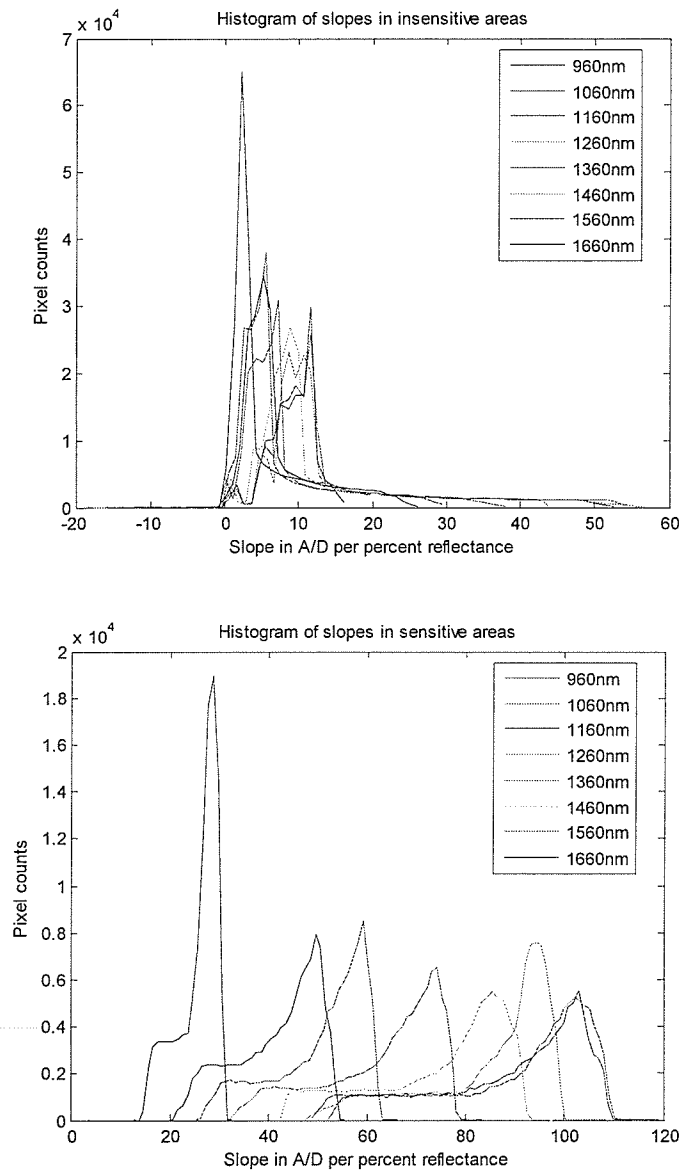 Histogram of slopes in insensitive areas
x 10^4
7
6
5
4
3
2
1
0
Pixel counts
-20 -10 0 10 20 30 40 50 60
Slope in A/D per percent reflectance
960nm
1060nm
1160nm
1260nm
1360nm
1460nm
1560nm
1660nm
Histogram of slopes in sensitive areas
x 10^4
2
1.8
1.6
1.4
1.2
1
0.8
0.6
0.4
0.2
0
Pixel counts
0 20 40 60 80 100 120
Slope in A/D per percent reflectance
960nm
1060nm
1160nm
1260nm
1360nm
1460nm
1560nm
1660nm